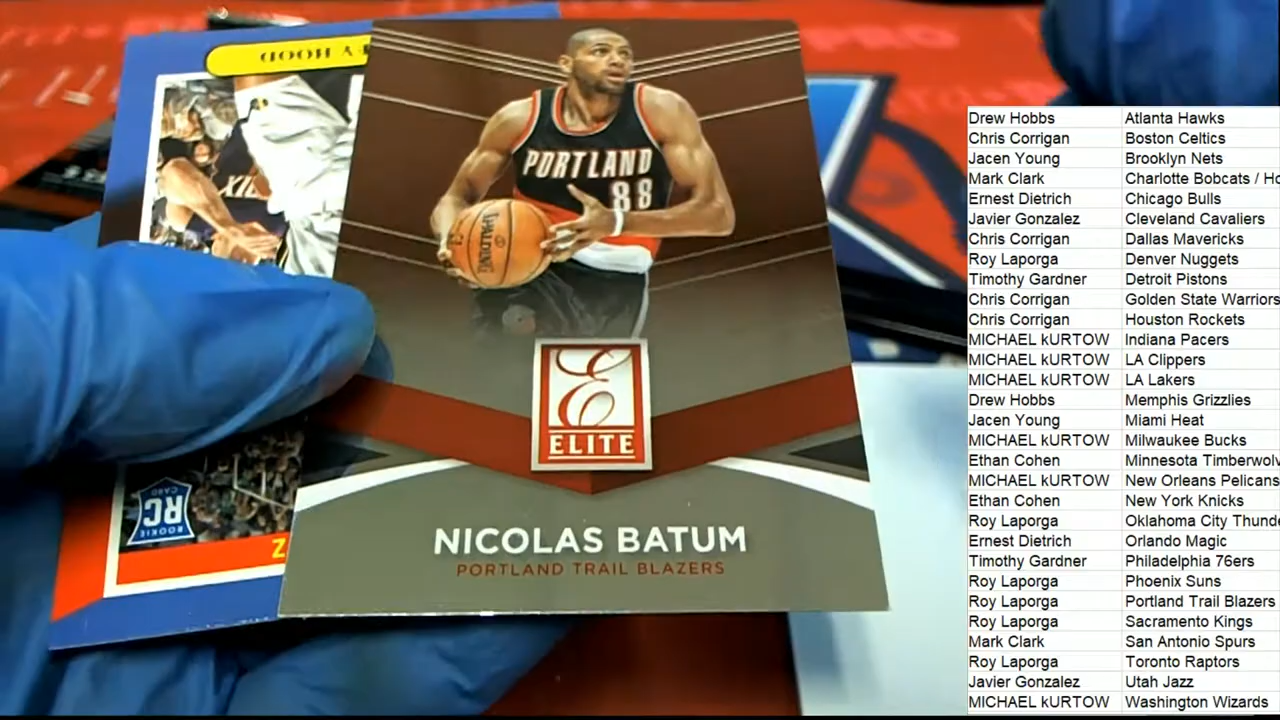 Y HOOD
PORTLAND
88
SPALDING
E
ELITE
NICOLAS BATUM
PORTLAND TRAIL BLAZERS
RC
ROOKIE
CARD
Z
PRO
Drew Hobbs Atlanta Hawks
Chris Corrigan Boston Celtics
Jacen Young Brooklyn Nets
Mark Clark Charlotte Bobcats / Ho
Ernest Dietrich Chicago Bulls
Javier Gonzalez Cleveland Cavaliers
Chris Corrigan Dallas Mavericks
Roy Laporga Denver Nuggets
Timothy Gardner Detroit Pistons
Chris Corrigan Golden State Warriors
Chris Corrigan Houston Rockets
MICHAEL kURTOW Indiana Pacers
MICHAEL kURTOW LA Clippers
MICHAEL kURTOW LA Lakers
Drew Hobbs Memphis Grizzlies
Jacen Young Miami Heat
MICHAEL kURTOW Milwaukee Bucks
Ethan Cohen Minnesota Timberwolv
MICHAEL kURTOW New Orleans Pelicans
Ethan Cohen New York Knicks
Roy Laporga Oklahoma City Thund
Ernest Dietrich Orlando Magic
Timothy Gardner Philadelphia 76ers
Roy Laporga Phoenix Suns
Roy Laporga Portland Trail Blazers
Roy Laporga Sacramento Kings
Mark Clark San Antonio Spurs
Roy Laporga Toronto Raptors
Javier Gonzalez Utah Jazz
MICHAEL kURTOW Washington Wizards